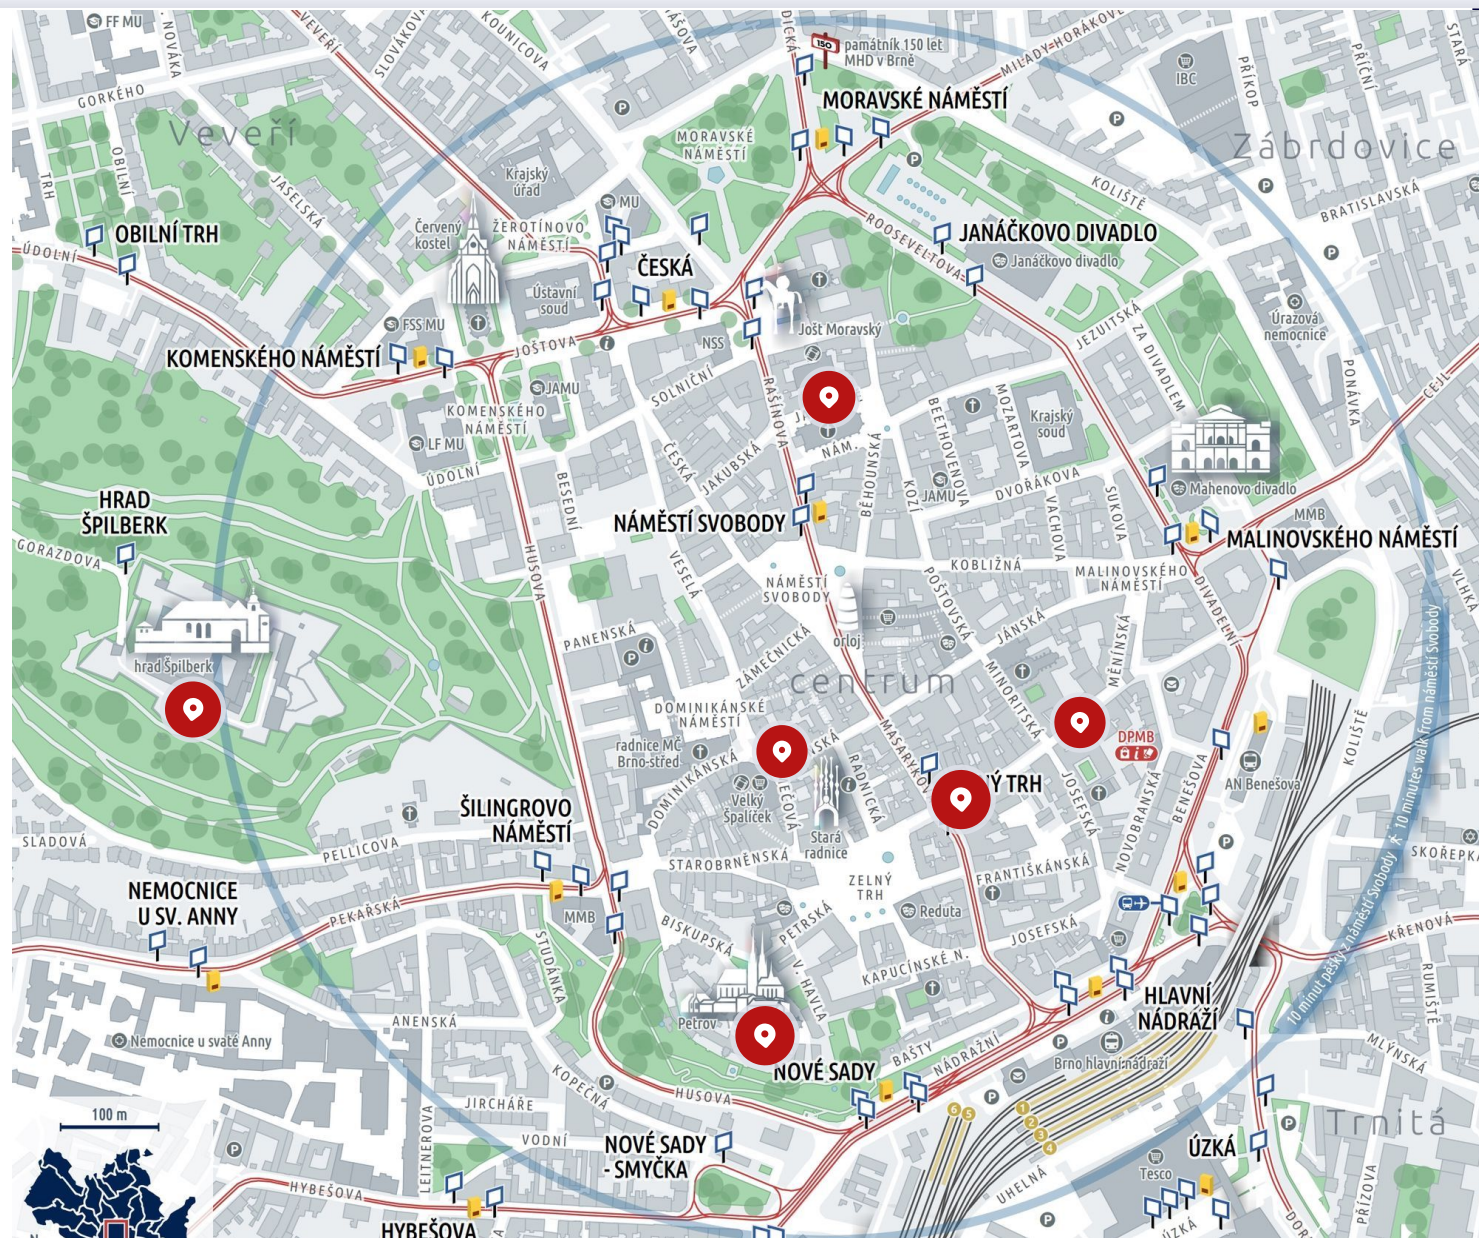 FF MU
NOVÁKA
VEVEŘÍ
SLOVÁKOVA
KOUNICOVA
150
památník 150 let
MHD v Brně
MILADY HORÁKOVÉ
IBC
PŘÍKOP
PŘÍČNÍ
STARÁ
GORKÉHO
Veveří
MORAVSKÉ NÁMĚSTÍ
MORAVSKÉ
NÁMĚSTÍ
Zábrdovice
TRH
OBILNÍ
JASELSKÁ
Krajský
úřad
MU
KOLIŠTĚ
BRATISLAVSKÁ
OBILNÍ TRH
ÚDOLNÍ
Červený
kostel
ŽEROTÍNOVO
NÁMĚSTÍ
ROOSEVELTOVA
JANÁČKOVO DIVADLO
Janáčkovo divadlo
ČESKÁ
Ústavní
soud
FSS MU
JOŠTOVA
NSS
Jošt Moravský
JEZUITSKÁ
ZA DIVADLEM
Úrazová
nemocnice
KOMENSKÉHO NÁMĚSTÍ
JAMU
SOLNIČNÍ
RAŠÍNOVA
PONÁVKA
CEJL
KOMENSKÉHO
NÁMĚSTÍ
LF MU
ÚDOLNÍ
BESEDNÍ
ČESKÁ
JAKUBSKÁ
NÁM.
BĚHOUNSKÁ
KOZÍ
JAMU
BEETHOVENOVA
MOZARTOVA
Krajský
soud
DVOŘÁKOVA
VACHOVA
SUKOVA
Mahenovo divadlo
MMB
HRAD
ŠPILBERK
GORAZDOVA
HUSOVA
NÁMĚSTÍ SVOBODY
VESELÁ
NÁMĚSTÍ
SVOBODY
KOBLIŽNÁ
MALINOVSKÉHO
NÁMĚSTÍ
MALINOVSKÉHO NÁMĚSTÍ
DIVADELNÍ
VLHKÁ
hrad Špilberk
PANENSKÁ
ZÁMEČNICKÁ
orloj
POŠTOVSKÁ
JÁNSKÁ
MINORITSKÁ
MĚNÍNSKÁ
centrum
DOMINIKÁNSKÉ
NÁMĚSTÍ
radnice MČ
Brno-střed
DOMINIKÁNSKÁ
Velký
Špalíček
Stará
radnice
RADNICKÁ
DPMB
JOSEFSKÁ
NOVOBRANSKÁ
BENEŠOVA
AN Benešova
KOLIŠTĚ
10 minut pěšky z náměstí Svobody
10 minutes walk from náměstí Svobody
ŠILINGROVO
NÁMĚSTÍ
SLADOVÁ
PELLICOVA
STAROBRNĚNSKÁ
ZELNÝ
TRH
FRANTIŠKÁNSKÁ
Reduta
NEMOCNICE
U SV. ANNY
PEKAŘSKÁ
MMB
STUDÁNKA
BISKUPSKÁ
PETRSKÁ
V. HAVLA
KAPUCÍNSKÉ N.
JOSEFSKÁ
KŘENOVÁ
RUMIŠTĚ
Petrov
HLAVNÍ
NÁDRAŽÍ
Nemocnice u svaté Anny
ANENSKÁ
NOVÉ SADY
BAŠTY
NÁDRAŽNÍ
Brno hlavní nádraží
MLÝNSKÁ
100 m
JIRCHÁŘE
KOPEČNÁ
HUSOVA
LEITNEROVA
VODNÍ
NOVÉ SADY
- SMYČKA
6 5
1
2
3
4
Trnitá
ÚZKÁ
Tesco
UHELNÁ
ÚZKÁ
PŘÍZOVA
HYBEŠOVA
HYBEŠOVA